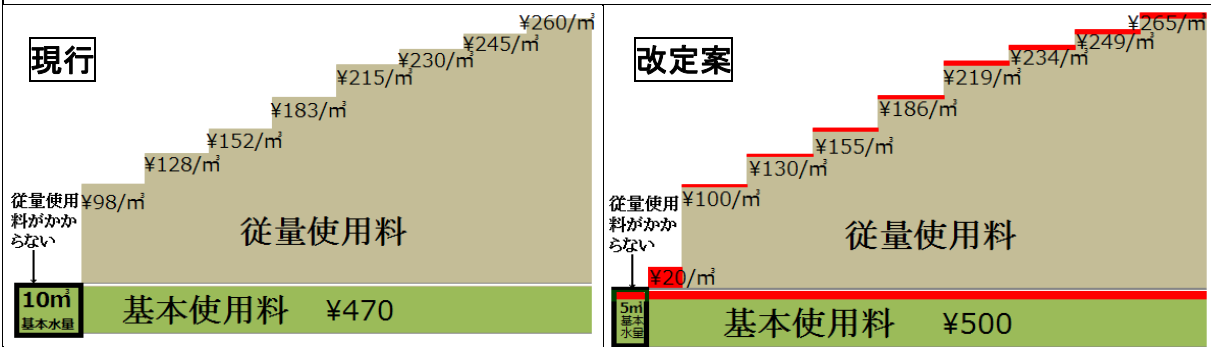 現行
¥260/㎥
¥245/㎥
¥230/㎥
¥215/㎥
¥183/㎥
¥152/㎥
¥128/㎥
¥98/㎥
従量使用
料がかか
らない
従量使用料
10㎥
基本水量
基本使用料 ¥470
改定案
¥265/㎥
¥249/㎥
¥234/㎥
¥219/㎥
¥186/㎥
¥155/㎥
¥130/㎥
¥100/㎥
従量使用
料がかか
らない
従量使用料
¥20/㎥
5㎥
基本
水量
基本使用料 ¥500